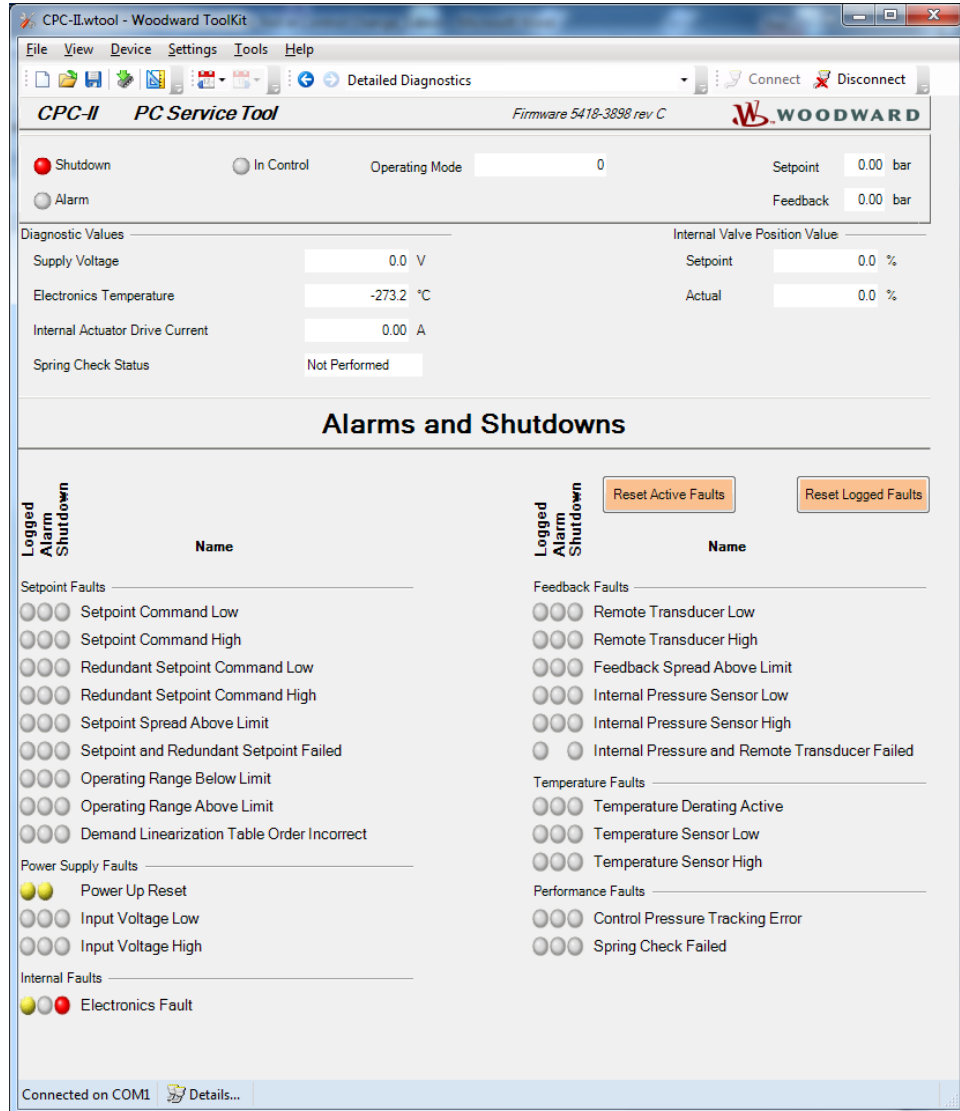 CPC-II.wtool - Woodward ToolKit
File View Device Settings Tools Help
Detailed Diagnostics Connect Disconnect
CPC-II PC Service Tool Firmware 5418-3898 rev C WOODWARD
Shutdown In Control Operating Mode 0 Setpoint 0.00 bar
Alarm Feedback 0.00 bar
Diagnostic Values Internal Valve Position Value
Supply Voltage 0.0 V Setpoint 0.0 %
Electronics Temperature -273.2 °C Actual 0.0 %
Internal Actuator Drive Current 0.00 A
Spring Check Status Not Performed
Alarms and Shutdowns
Reset Active Faults Reset Logged Faults
Logged
Alarm
Shutdown
Name
Setpoint Faults
Setpoint Command Low
Setpoint Command High
Redundant Setpoint Command Low
Redundant Setpoint Command High
Setpoint Spread Above Limit
Setpoint and Redundant Setpoint Failed
Operating Range Below Limit
Operating Range Above Limit
Demand Linearization Table Order Incorrect
Power Supply Faults
Power Up Reset
Input Voltage Low
Input Voltage High
Internal Faults
Electronics Fault
Logged
Alarm
Shutdown
Name
Feedback Faults
Remote Transducer Low
Remote Transducer High
Feedback Spread Above Limit
Internal Pressure Sensor Low
Internal Pressure Sensor High
Internal Pressure and Remote Transducer Failed
Temperature Faults
Temperature Derating Active
Temperature Sensor Low
Temperature Sensor High
Performance Faults
Control Pressure Tracking Error
Spring Check Failed
Connected on COM1 Details...